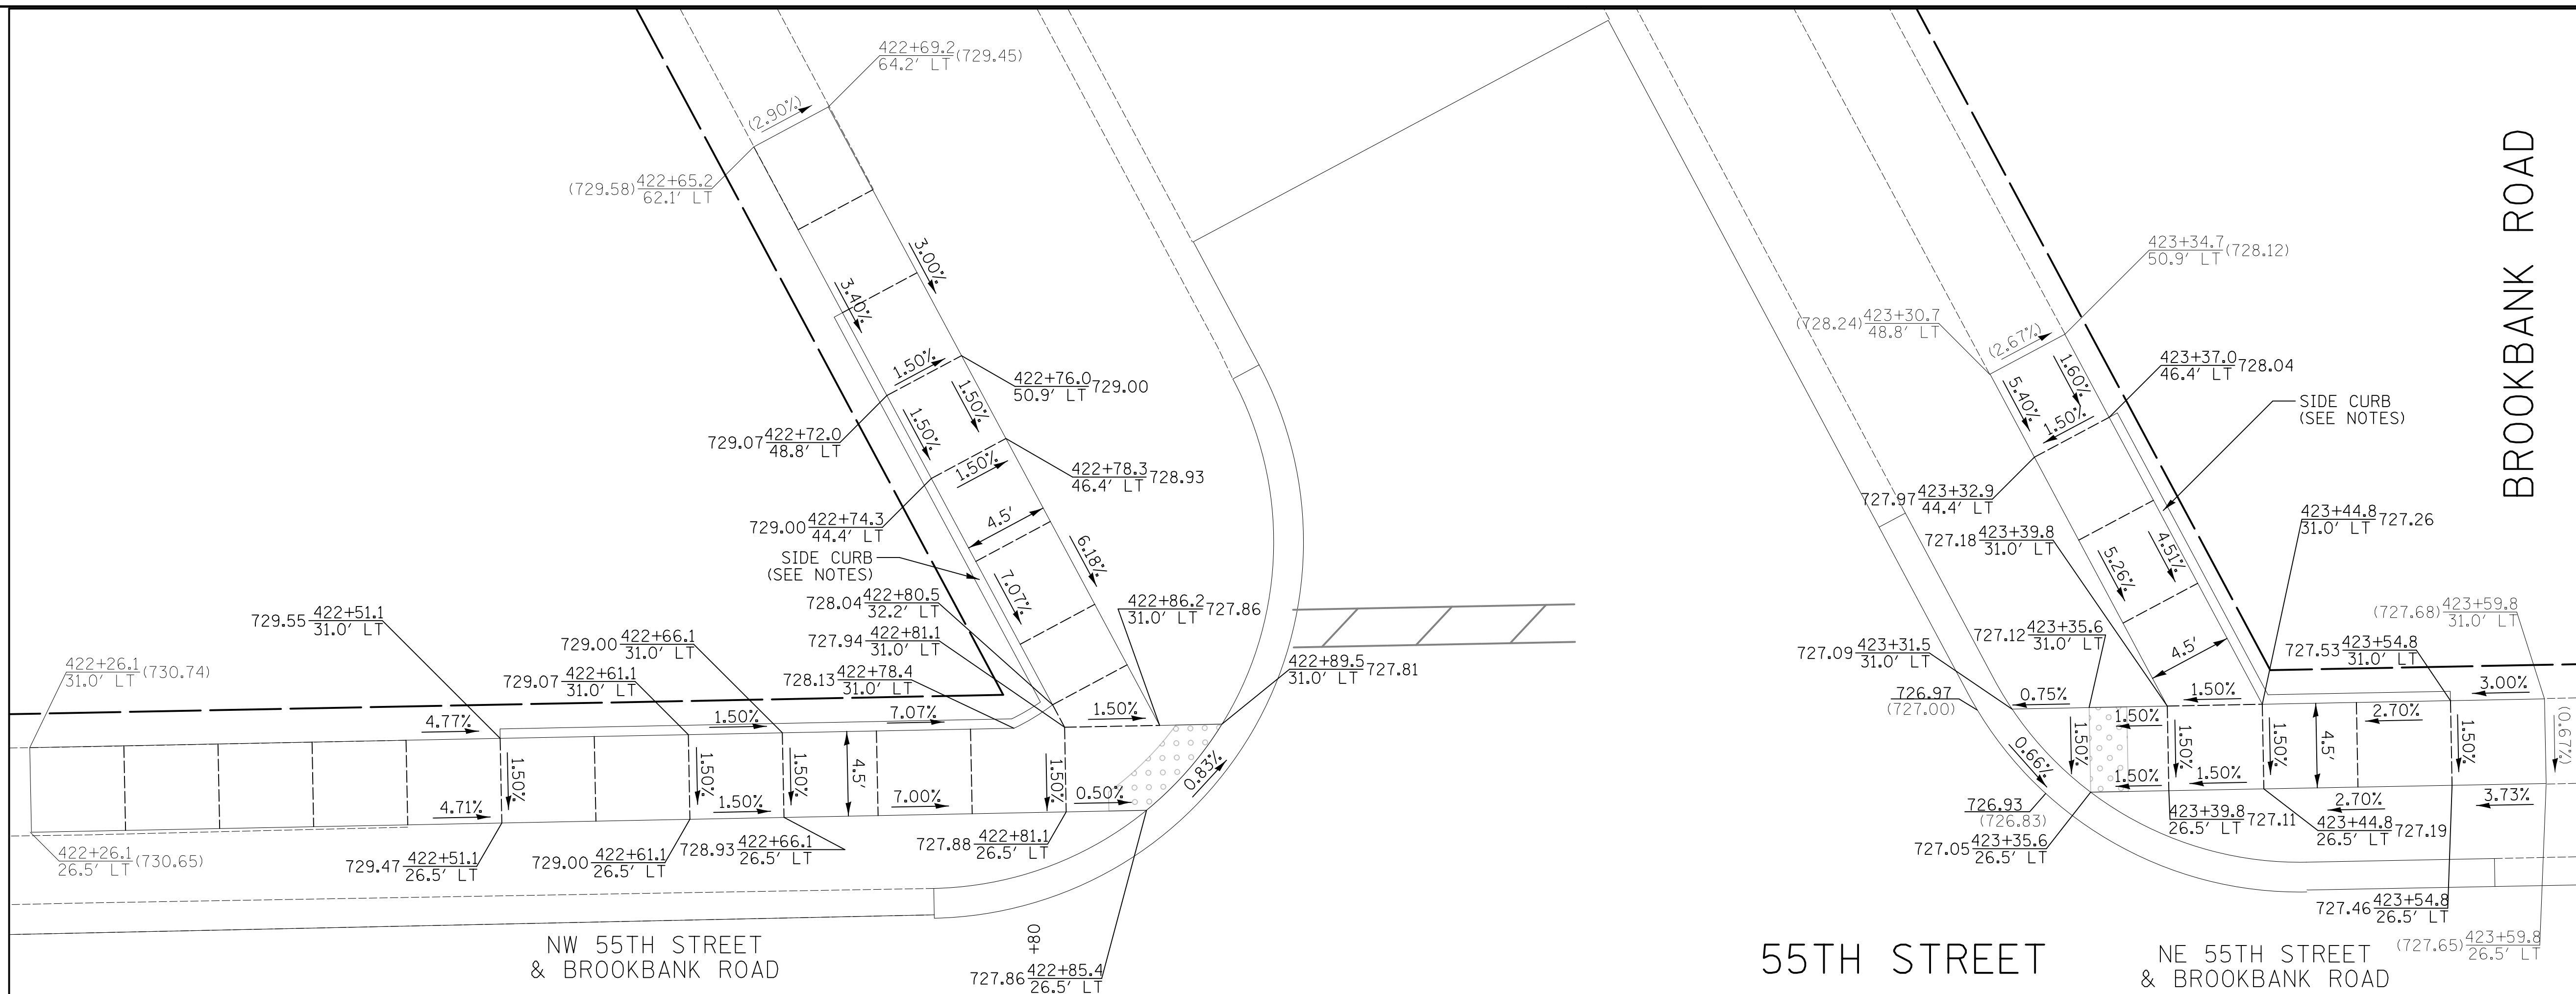 422+69.2 (729.45)
64.2' LT
(2.90%)
(729.58) 422+65.2
62.1' LT
3.00%
3.40%
1.50%
422+76.0 729.00
50.9' LT
1.50%
1.50%
729.07 422+72.0
48.8' LT
1.50%
422+78.3 728.93
46.4' LT
729.00 422+74.3
44.4' LT
4.5'
SIDE CURB
(SEE NOTES)
6.18%
7.07%
728.04 422+80.5
32.2' LT
422+86.2 727.86
31.0' LT
729.55 422+51.1
31.0' LT
729.00 422+66.1
31.0' LT
727.94 422+81.1
31.0' LT
422+26.1 (730.74)
31.0' LT
729.07 422+61.1
31.0' LT
728.13 422+78.4
31.0' LT
422+89.5 727.81
31.0' LT
4.77%
1.50%
7.07%
1.50%
1.50%
1.50%
1.50%
4.5'
1.50%
0.50%
0.83%
4.71%
1.50%
7.00%
422+26.1 (730.65)
26.5' LT
729.47 422+51.1
26.5' LT
729.00 422+61.1
26.5' LT
728.93 422+66.1
26.5' LT
727.88 422+81.1
26.5' LT
NW 55TH STREET
& BROOKBANK ROAD
+80
727.86 422+85.4
26.5' LT
BROOKBANK ROAD
423+34.7 (728.12)
50.9' LT
(728.24) 423+30.7
48.8' LT
(2.67%)
1.60%
5.40%
1.50%
423+37.0 728.04
46.4' LT
SIDE CURB
(SEE NOTES)
727.97 423+32.9
44.4' LT
727.18 423+39.8
31.0' LT
423+44.8 727.26
31.0' LT
4.51%
5.26%
4.5'
(727.68) 423+59.8
31.0' LT
727.12 423+35.6
31.0' LT
727.09 423+31.5
31.0' LT
727.53 423+54.8
31.0' LT
726.97
(727.00)
0.75%
1.50%
3.00%
1.50%
1.50%
1.50%
1.50%
4.5'
2.70%
1.50%
(0.67%)
0.66%
1.50%
1.50%
2.70%
3.73%
726.93
(726.83)
727.05 423+35.6
26.5' LT
423+39.8 727.11
26.5' LT
423+44.8 727.19
26.5' LT
727.46 423+54.8
26.5' LT
(727.65) 423+59.8
26.5' LT
55TH STREET
NE 55TH STREET
& BROOKBANK ROAD